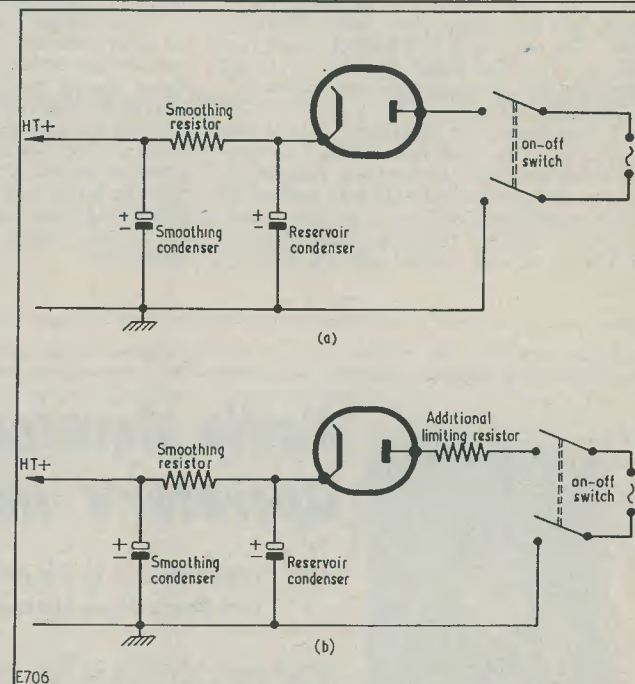 Smoothing
resistor
HT+
on-off
switch
+
−
Smoothing
condenser
+
−
Reservoir
condenser
(a)
Additional
limiting resistor
Smoothing
resistor
HT+
on-off
switch
+
−
Smoothing
condenser
+
−
Reservoir
condenser
(b)
E706